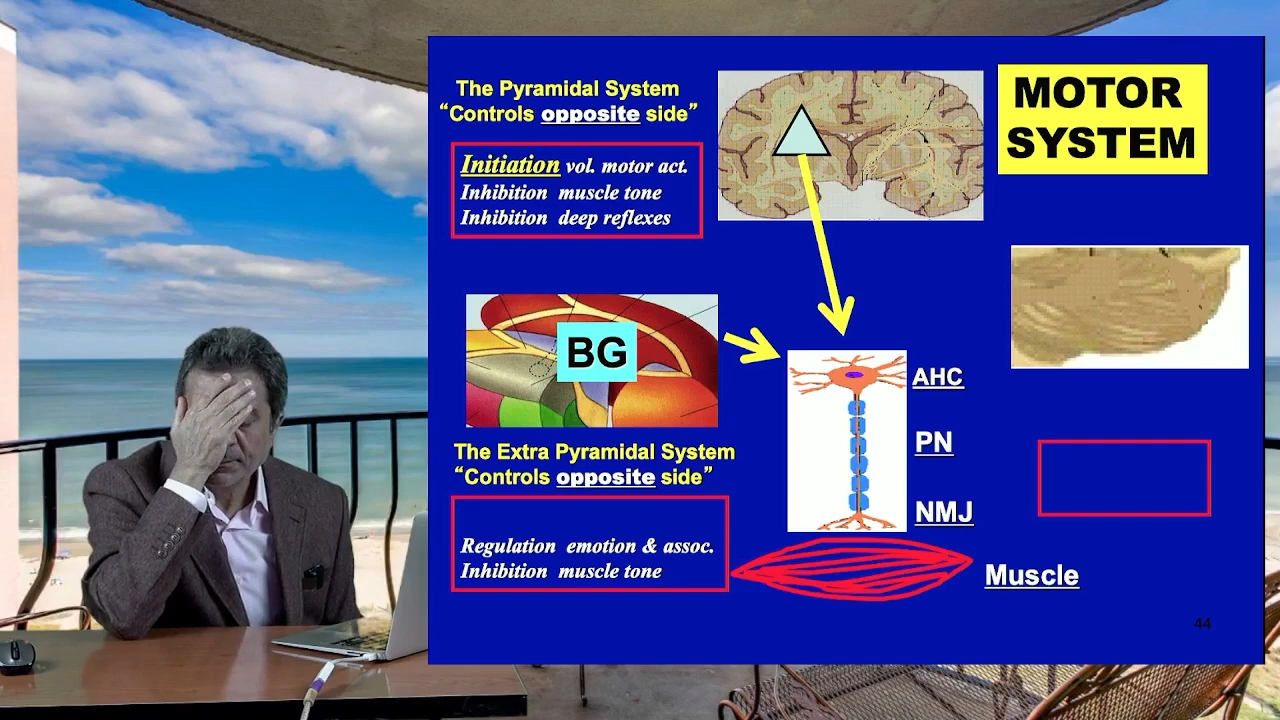 The Pyramidal System
“Controls opposite side”
Initiation vol. motor act.
Inhibition muscle tone
Inhibition deep reflexes
MOTOR
SYSTEM
BG
The Extra Pyramidal System
“Controls opposite side”
Regulation emotion & assoc.
Inhibition muscle tone
AHC
PN
NMJ
Muscle
44